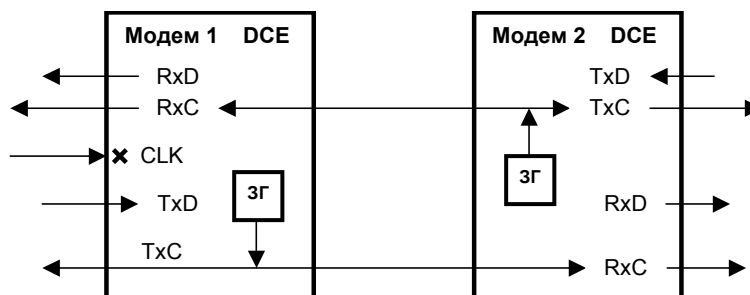 Модем 1 DCE
RxD
RxC
CLK
TxD
ЗГ
TxC
Модем 2 DCE
TxD
TxC
ЗГ
RxD
RxC